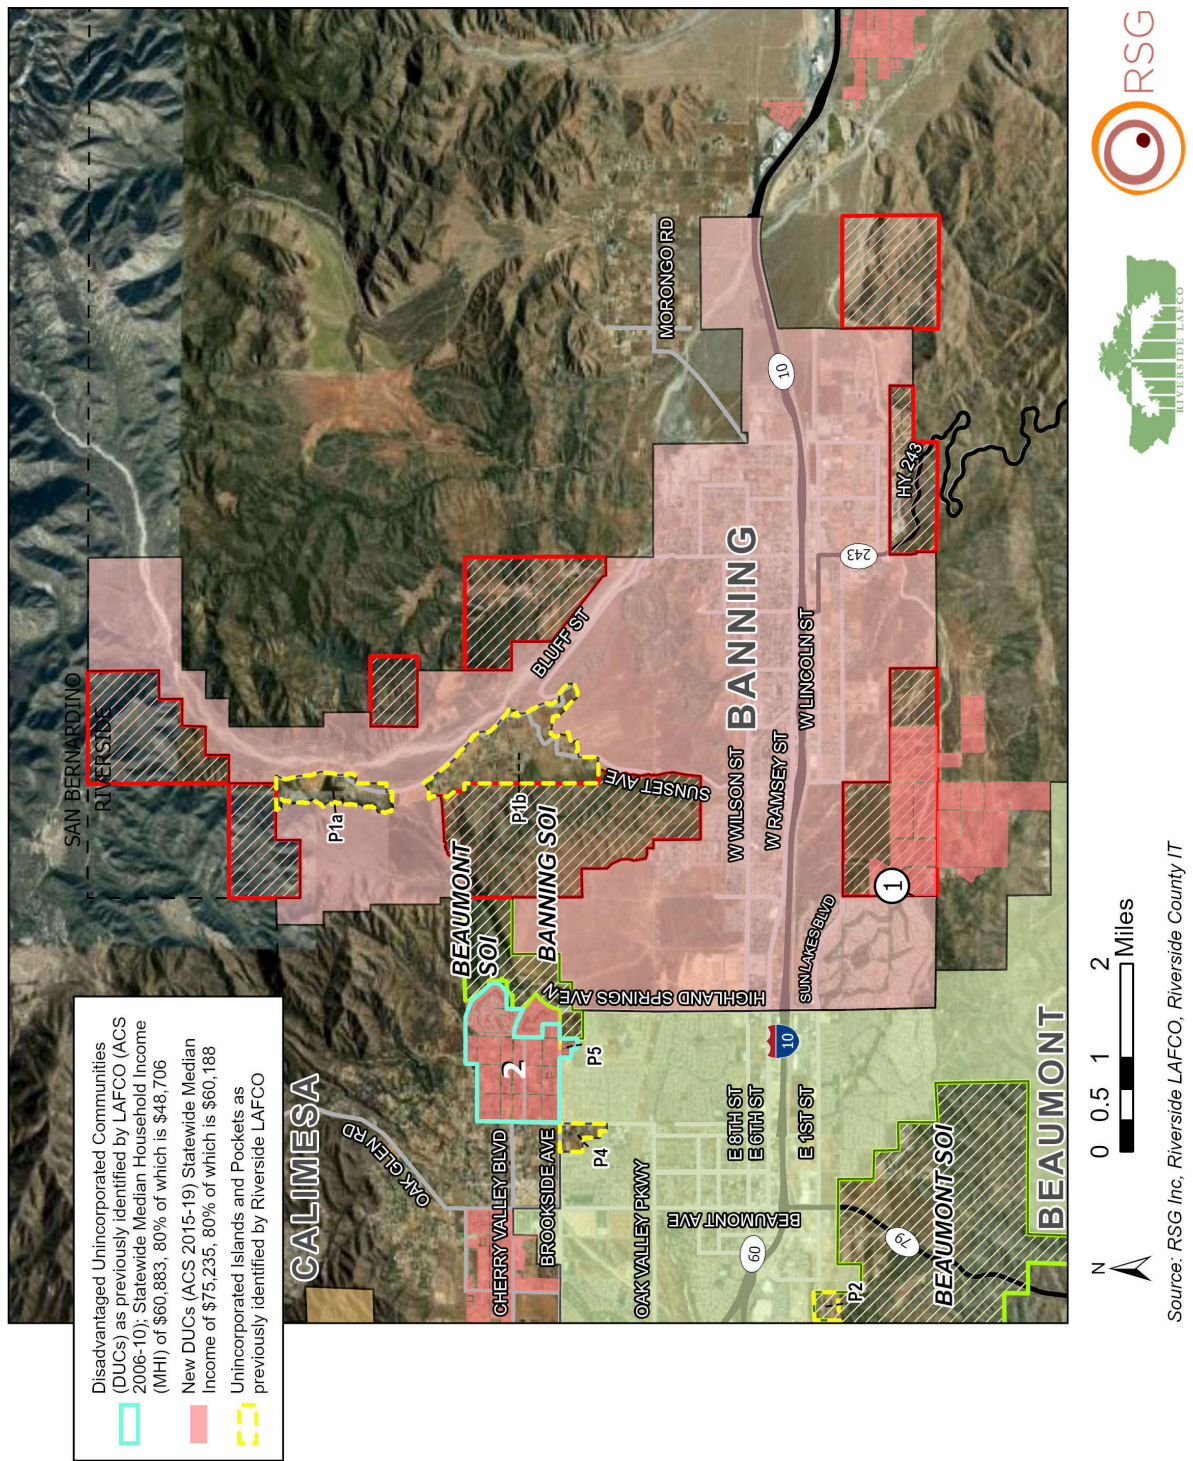 Disadvantaged Unincorporated Communities
(DUCs) as previously identified by LAFCO (ACS
2006-10); Statewide Median Household Income
(MHI) of $60,883, 80% of which is $48,706
New DUCs (ACS 2015-19) Statewide Median
Income of $75,235, 80% of which is $60,188
Unincorporated Islands and Pockets as
previously identified by Riverside LAFCO
SAN BERNARDINO
RIVERSIDE
P1a
P1b
CALIMESA
OAK GLEN RD
BEAUMONT
SOI
BANNING SOI
BLUFF ST
SUNSET AVE
MORONGO RD
CHERRY VALLEY BLVD
BROOKSIDE AVE
2
P5
P4
HIGHLAND SPRINGS AVE
N
OAK VALLEY PKWY
BEAUMONT AVE
E 8TH ST
E 6TH ST
E 1ST ST
W WILSON ST
W RAMSEY ST
W LINCOLN ST
BANNING
SUN LAKES BLVD
10
10
60
79
243
HY 243
1
P2
BEAUMONT SOI
BEAUMONT
N
0 0.5 1 2
Miles
RIVERSIDE LAFCO
RSG
Source: RSG Inc, Riverside LAFCO, Riverside County IT